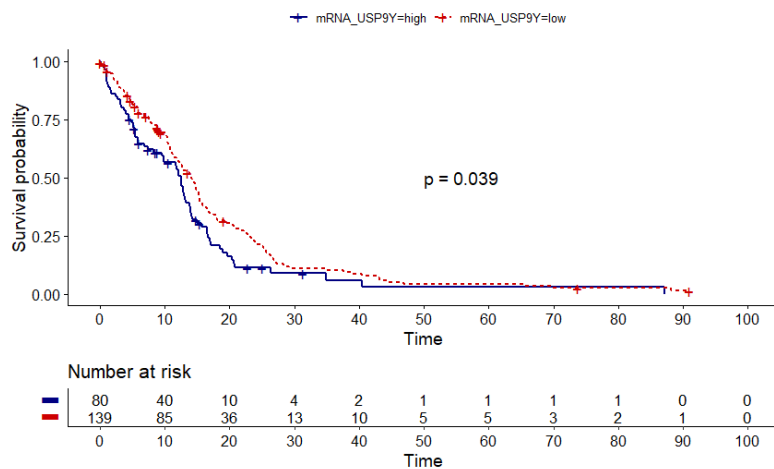 mRNA_USP9Y=high mRNA_USP9Y=low
1.00
0.75
0.50
0.25
0.00
Survival probability
p = 0.039
0 10 20 30 40 50 60 70 80 90 100
Time
Number at risk
80 40 10 4 2 1 1 1 1 0 0
139 85 36 13 10 5 5 3 2 1 0
0 10 20 30 40 50 60 70 80 90 100
Time